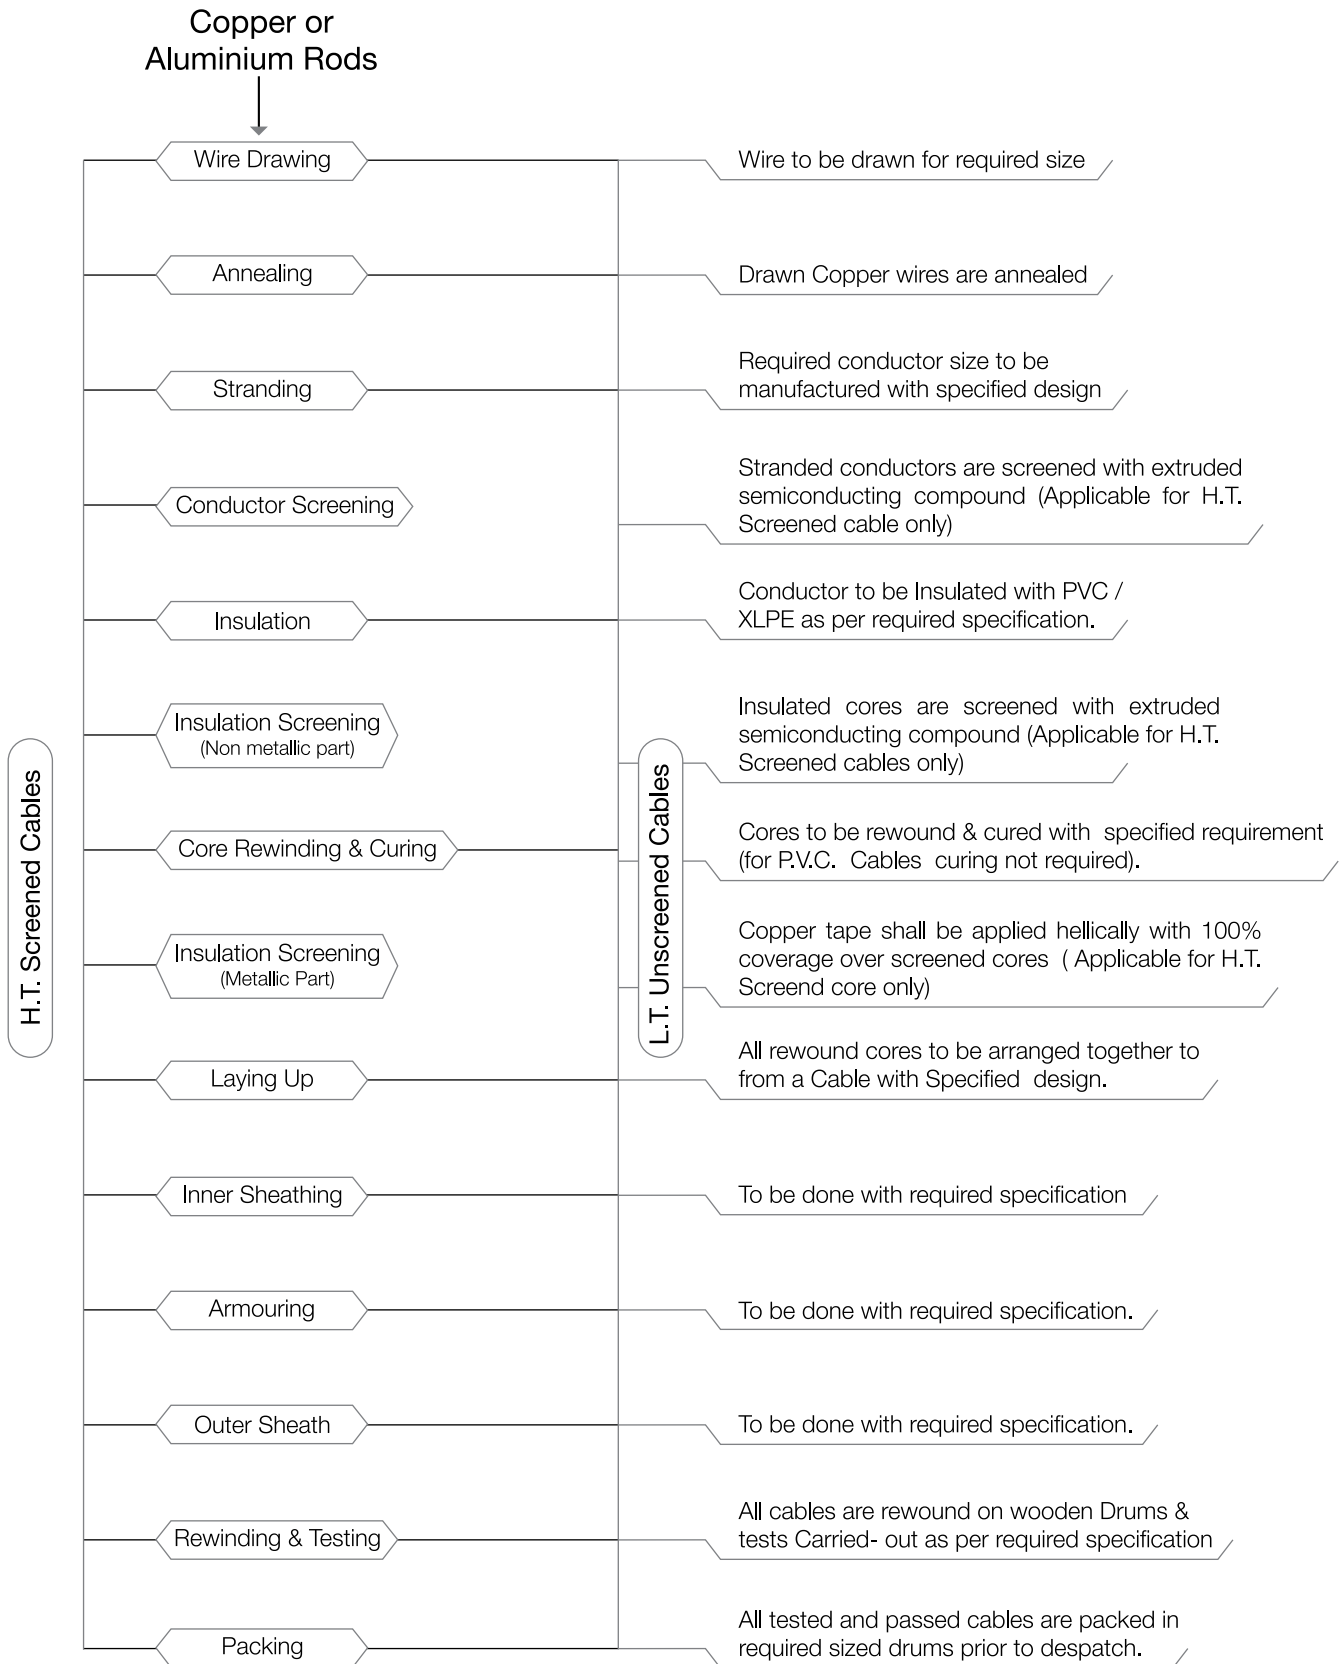 Copper or
Aluminium Rods
Wire Drawing
Wire to be drawn for required size
Annealing
Drawn Copper wires are annealed
Stranding
Required conductor size to be
manufactured with specified design
Conductor Screening
Stranded conductors are screened with extruded
semiconducting compound (Applicable for H.T.
Screened cable only)
Insulation
Conductor to be Insulated with PVC /
XLPE as per required specification.
Insulation Screening
(Non metallic part)
Insulated cores are screened with extruded
semiconducting compound (Applicable for H.T.
Screened cables only)
H.T. Screened Cables
L.T. Unscreened Cables
Core Rewinding & Curing
Cores to be rewound & cured with specified requirement
(for P.V.C. Cables curing not required).
Insulation Screening
(Metallic Part)
Copper tape shall be applied hellically with 100%
coverage over screened cores ( Applicable for H.T.
Screend core only)
Laying Up
All rewound cores to be arranged together to
from a Cable with Specified design.
Inner Sheathing
To be done with required specification
Armouring
To be done with required specification.
Outer Sheath
To be done with required specification.
Rewinding & Testing
All cables are rewound on wooden Drums &
tests Carried- out as per required specification
Packing
All tested and passed cables are packed in
required sized drums prior to despatch.